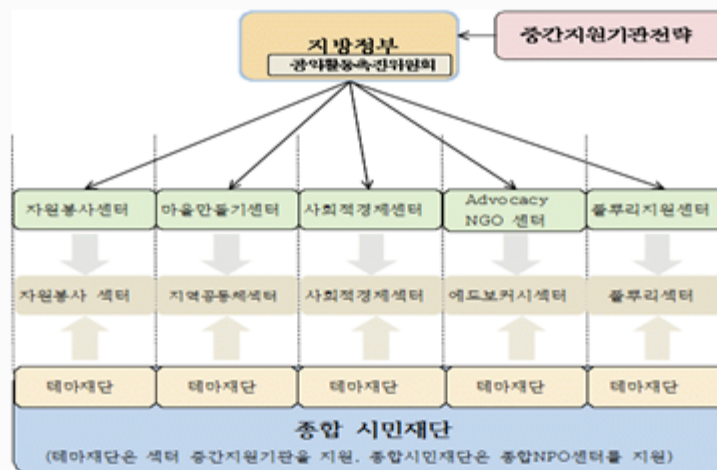 지방정부
공익활동촉진위원회
중간지원기관전략
자원봉사센터
마을만들기센터
사회적경제센터
Advocacy
NGO 센터
풀뿌리지원센터
자원봉사 섹터
지역공동체섹터
사회적경제섹터
에드보커시섹터
풀뿌리섹터
테마재단
테마재단
테마재단
테마재단
테마재단
종합 시민재단
(테마재단은 섹터 중간지원기관을 지원. 종합시민재단은 종합NPO센터를 지원)